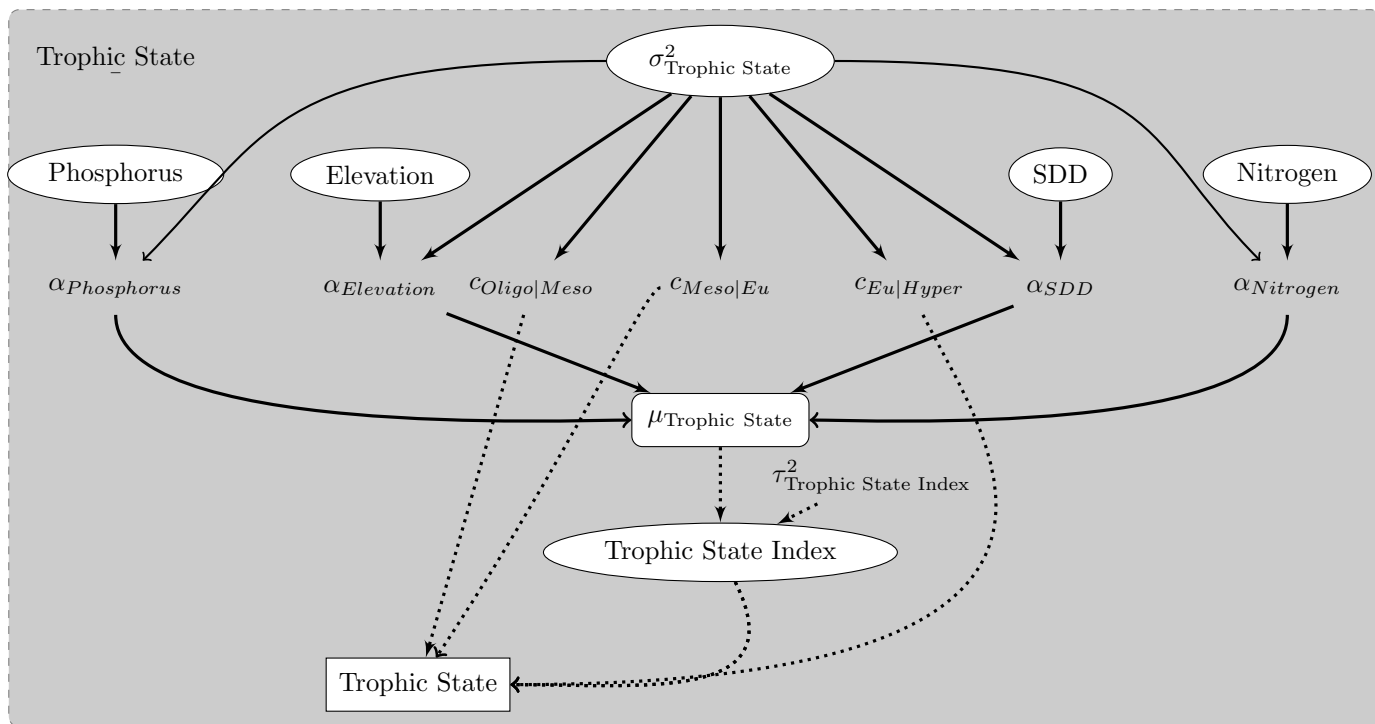 Trophic State
σ²Trophic State
Phosphorus
Elevation
SDD
Nitrogen
αPhosphorus
αElevation
cOligo|Meso
cMeso|Eu
cEu|Hyper
αSDD
αNitrogen
μTrophic State
τ²Trophic State Index
Trophic State Index
Trophic State